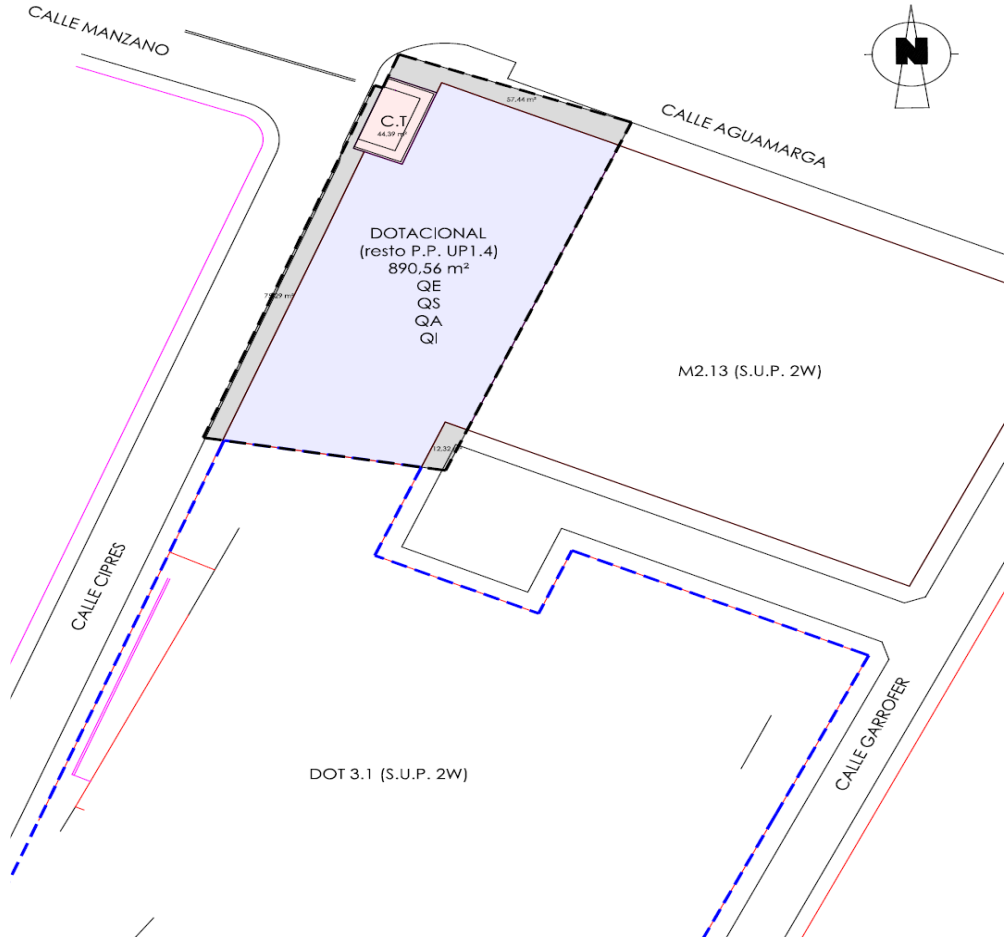 CALLE MANZANO
N
57.44 m²
CALLE AGUAMARGA
C.T
44.39 m²
DOTACIONAL
(resto P.P. UP1.4)
890,56 m²
QE
QS
QA
QI
M2.13 (S.U.P. 2W)
12.32
CALLE CIPRES
DOT 3.1 (S.U.P. 2W)
CALLE GARROFER